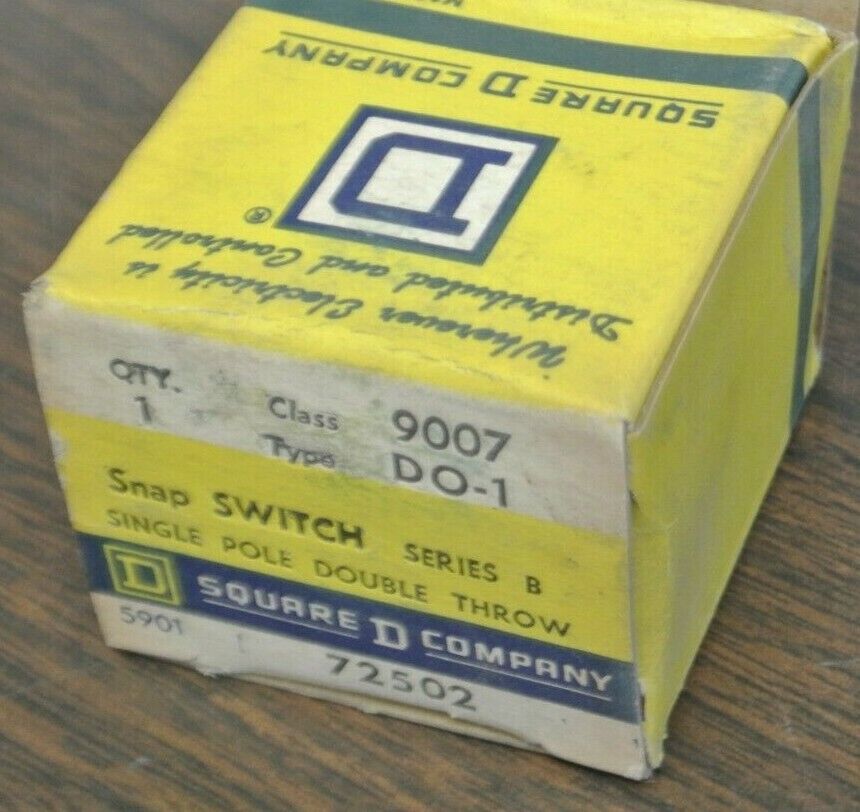 SQUARE D COMPANY
D
®
Wherever Electricity is
Distributed and Controlled
QTY. Class 9007
1 Type DO-1
Snap SWITCH SERIES B
SINGLE POLE DOUBLE THROW
D SQUARE D COMPANY
5901 72502